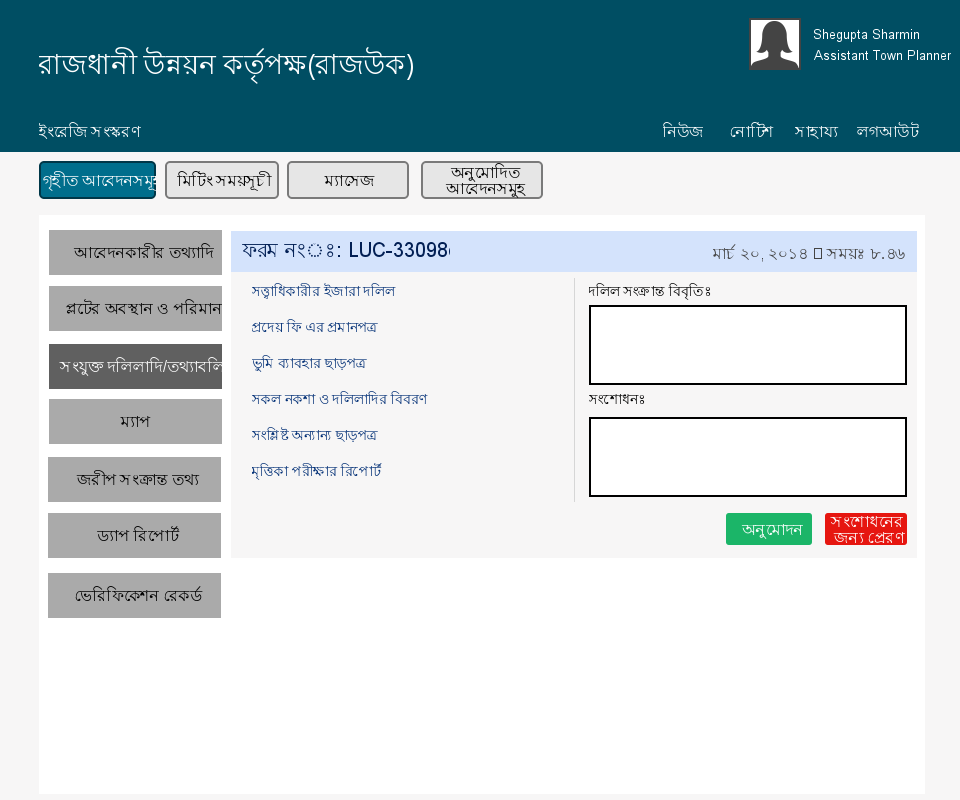 Shegupta Sharmin
Assistant Town Planner
রাজধানী উন্নয়ন কর্তৃপক্ষ(রাজউক)
ইংরেজি সংস্করণ
নিউজ নোটিশ সাহায্য লগআউট
গৃহীত আবেদনসমূহ
মিটিং সময়সূচী
ম্যাসেজ
অনুমোদিত
আবেদনসমুহ
আবেদনকারীর তথ্যাদি
প্লটের অবস্থান ও পরিমান
সংযুক্ত দলিলাদি/তথ্যাবলি
ম্যাপ
জরীপ সংক্রান্ত তথ্য
ড্যাপ রিপোর্ট
ভেরিফিকেশন রেকর্ড
ফরম নংঃ: LUC-33098
মার্চ ২০, ২০১৪ সময়ঃ ৮.৪৬
সত্ত্বাধিকারীর ইজারা দলিল
প্রদেয় ফি এর প্রমানপত্র
ভুমি ব্যাবহার ছাড়পত্র
সকল নকশা ও দলিলাদির বিবরণ
সংশ্লিষ্ট অন্যান্য ছাড়পত্র
মৃত্তিকা পরীক্ষার রিপোর্ট
দলিল সংক্রান্ত বিবৃতিঃ
সংশোধনঃ
অনুমোদন
সংশোধনের
জন্য প্রেরণ